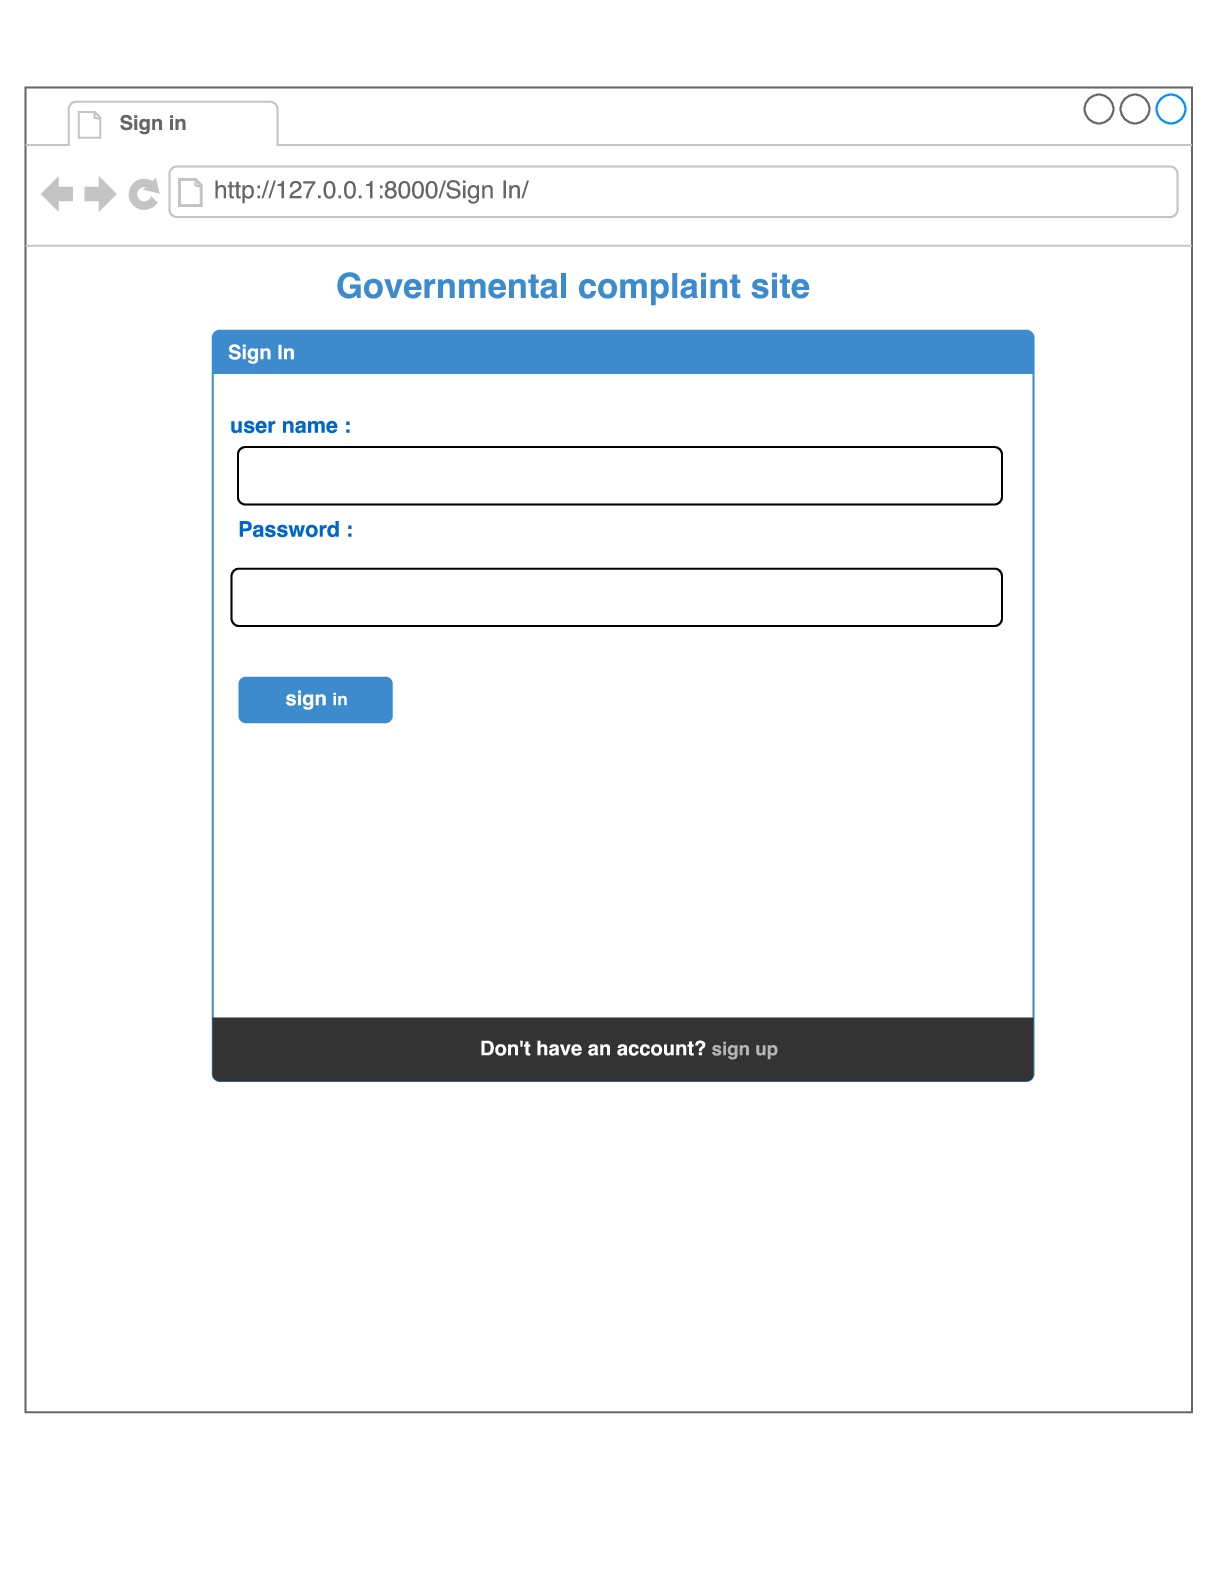 Sign in
http://127.0.0.1:8000/Sign In/
Governmental complaint site
Sign In
user name :
Password :
sign in
Don't have an account? sign up